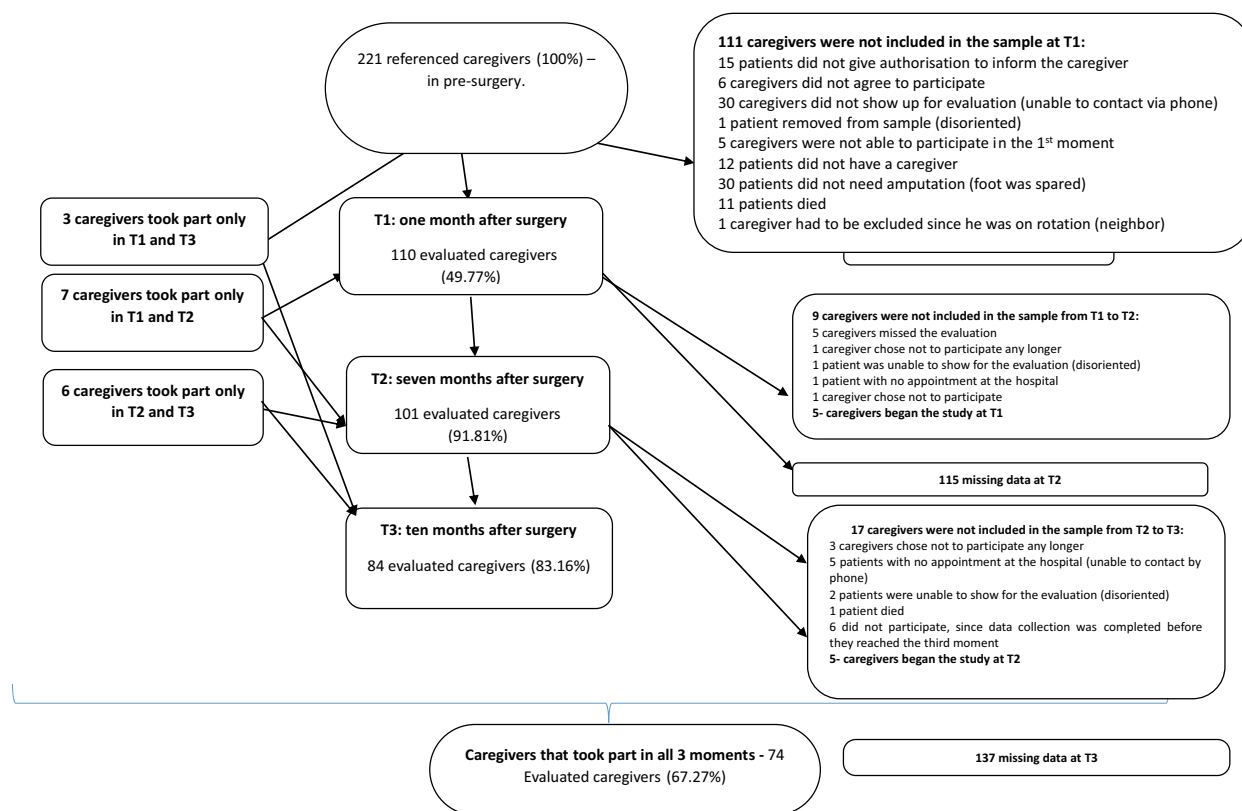 221 referenced caregivers (100%) –
in pre-surgery.
111 caregivers were not included in the sample at T1:
15 patients did not give authorisation to inform the caregiver
6 caregivers did not agree to participate
30 caregivers did not show up for evaluation (unable to contact via phone)
1 patient removed from sample (disoriented)
5 caregivers were not able to participate in the 1st moment
12 patients did not have a caregiver
30 patients did not need amputation (foot was spared)
11 patients died
1 caregiver had to be excluded since he was on rotation (neighbor)
3 caregivers took part only
in T1 and T3
T1: one month after surgery
110 evaluated caregivers
(49.77%)
7 caregivers took part only
in T1 and T2
9 caregivers were not included in the sample from T1 to T2:
5 caregivers missed the evaluation
1 caregiver chose not to participate any longer
1 patient was unable to show for the evaluation (disoriented)
1 patient with no appointment at the hospital
1 caregiver chose not to participate
5- caregivers began the study at T1
6 caregivers took part only
in T2 and T3
T2: seven months after surgery
101 evaluated caregivers
(91.81%)
115 missing data at T2
T3: ten months after surgery
84 evaluated caregivers (83.16%)
17 caregivers were not included in the sample from T2 to T3:
3 caregivers chose not to participate any longer
5 patients with no appointment at the hospital (unable to contact by
phone)
2 patients were unable to show for the evaluation (disoriented)
1 patient died
6 did not participate, since data collection was completed before
they reached the third moment
5- caregivers began the study at T2
Caregivers that took part in all 3 moments - 74
Evaluated caregivers (67.27%)
137 missing data at T3